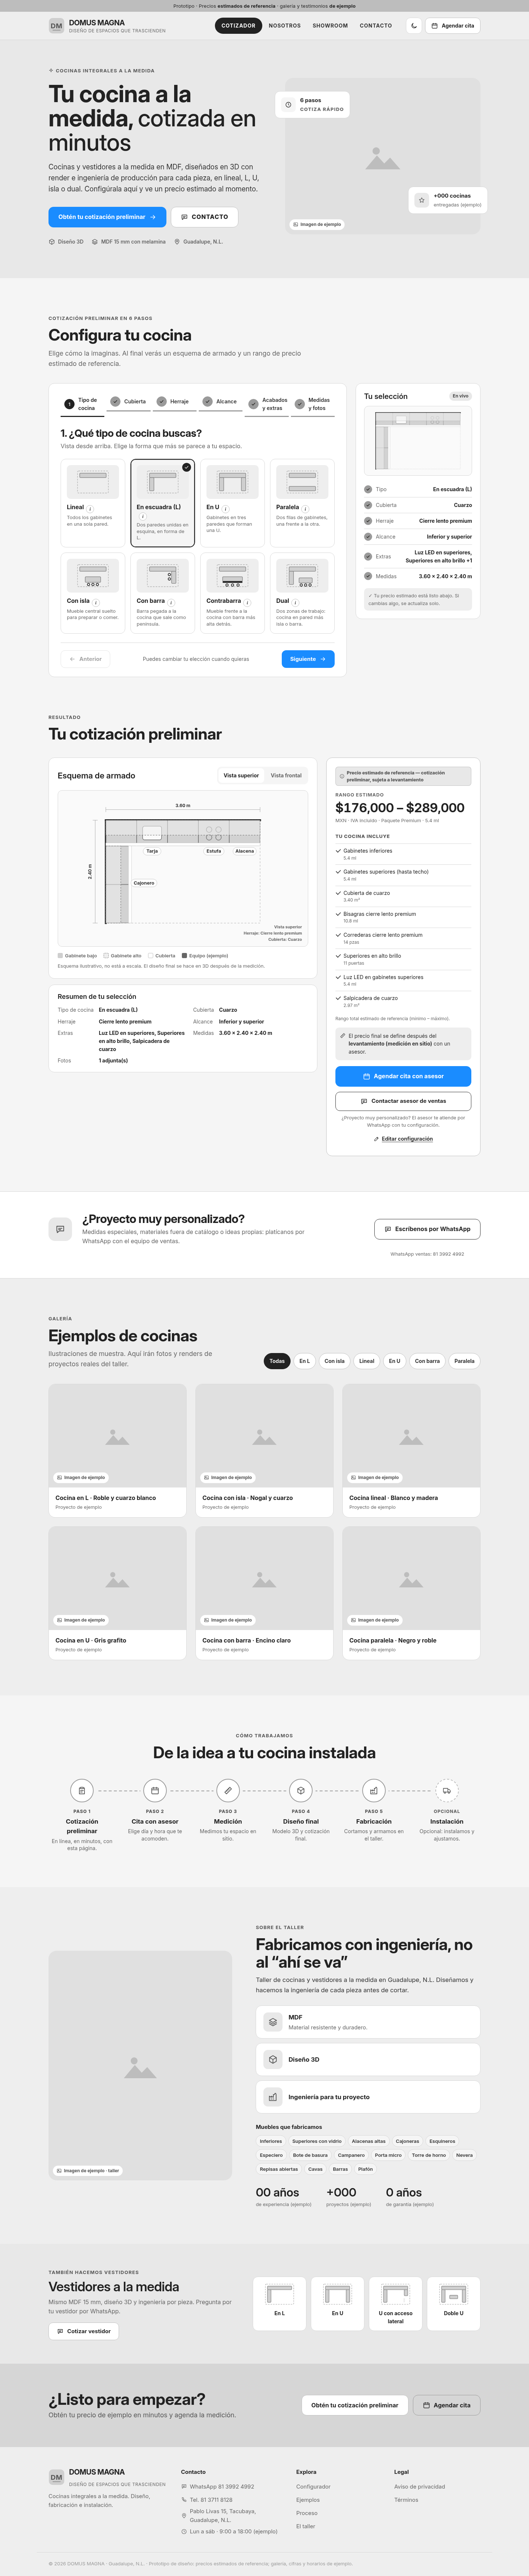 Prototipo · Precios estimados de referencia · galería y testimonios de ejemplo
DM
DOMUS MAGNA
DISEÑO DE ESPACIOS QUE TRASCIENDEN
COTIZADOR
NOSOTROS
SHOWROOM
CONTACTO
Agendar cita
COCINAS INTEGRALES A LA MEDIDA
Tu cocina a la
medida, cotizada en
minutos
Cocinas y vestidores a la medida en MDF, diseñados en 3D con
render e ingeniería de producción para cada pieza, en lineal, L, U,
isla o dual. Configúrala aquí y ve un precio estimado al momento.
Obtén tu cotización preliminar
CONTACTO
Diseño 3D
MDF 15 mm con melamina
Guadalupe, N.L.
6 pasos
COTIZA RÁPIDO
+000 cocinas
entregadas (ejemplo)
Imagen de ejemplo
COTIZACIÓN PRELIMINAR EN 6 PASOS
Configura tu cocina
Elige cómo la imaginas. Al final verás un esquema de armado y un rango de precio
estimado de referencia.
1
Tipo de
cocina
Cubierta
Herraje
Alcance
Acabados
y extras
Medidas
y fotos
1. ¿Qué tipo de cocina buscas?
Vista desde arriba. Elige la forma que más se parece a tu espacio.
Lineal i
Todos los gabinetes
en una sola pared.
En escuadra (L)
i
Dos paredes unidas en
esquina, en forma de
L.
En U i
Gabinetes en tres
paredes que forman
una U.
Paralela i
Dos filas de gabinetes,
una frente a la otra.
Con isla i
Mueble central suelto
para preparar o comer.
Con barra i
Barra pegada a la
cocina que sale como
península.
Contrabarra i
Mueble frente a la
cocina con barra más
alta detrás.
Dual i
Dos zonas de trabajo:
cocina en pared más
isla o barra.
Anterior
Puedes cambiar tu elección cuando quieras
Siguiente
Tu selección
En vivo
Tipo
En escuadra (L)
Cubierta
Cuarzo
Herraje
Cierre lento premium
Alcance
Inferior y superior
Extras
Luz LED en superiores,
Superiores en alto brillo +1
Medidas
3.60 × 2.40 × 2.40 m
✓ Tu precio estimado está listo abajo. Si
cambias algo, se actualiza solo.
RESULTADO
Tu cotización preliminar
Esquema de armado
Vista superior
Vista frontal
3.60 m
2.40 m
Tarja
Estufa
Alacena
Cajonero
Vista superior
Herraje: Cierre lento premium
Cubierta: Cuarzo
Gabinete bajo
Gabinete alto
Cubierta
Equipo (ejemplo)
Esquema ilustrativo, no está a escala. El diseño final se hace en 3D después de la medición.
Resumen de tu selección
Tipo de cocina
En escuadra (L)
Cubierta
Cuarzo
Herraje
Cierre lento premium
Alcance
Inferior y superior
Extras
Luz LED en superiores, Superiores
en alto brillo, Salpicadera de
cuarzo
Medidas
3.60 × 2.40 × 2.40 m
Fotos
1 adjunta(s)
Precio estimado de referencia — cotización
preliminar, sujeta a levantamiento
RANGO ESTIMADO
$176,000 – $289,000
MXN · IVA incluido · Paquete Premium · 5.4 ml
TU COCINA INCLUYE
Gabinetes inferiores
5.4 ml
Gabinetes superiores (hasta techo)
5.4 ml
Cubierta de cuarzo
3.40 m²
Bisagras cierre lento premium
Correderas cierre lento premium
14 pzas
Superiores en alto brillo
11 puertas
Luz LED en gabinetes superiores
5.4 ml
Salpicadera de cuarzo
2.97 m²
Rango total estimado de referencia (mínimo – máximo).
El precio final se define después del
levantamiento (medición en sitio) con un
asesor.
Agendar cita con asesor
Contactar asesor de ventas
¿Proyecto muy personalizado? El asesor te atiende por
WhatsApp con tu configuración.
Editar configuración
¿Proyecto muy personalizado?
Medidas especiales, materiales fuera de catálogo o ideas propias: platícanos por
WhatsApp con el equipo de ventas.
Escríbenos por WhatsApp
WhatsApp ventas: 81 3992 4992
GALERÍA
Ejemplos de cocinas
Ilustraciones de muestra. Aquí irán fotos y renders de
proyectos reales del taller.
Todas
En L
Con isla
Lineal
En U
Con barra
Paralela
Imagen de ejemplo
Imagen de ejemplo
Imagen de ejemplo
Cocina en L · Roble y cuarzo blanco
Proyecto de ejemplo
Cocina con isla · Nogal y cuarzo
Proyecto de ejemplo
Cocina lineal · Blanco y madera
Proyecto de ejemplo
Imagen de ejemplo
Imagen de ejemplo
Imagen de ejemplo
Cocina en U · Gris grafito
Proyecto de ejemplo
Cocina con barra · Encino claro
Proyecto de ejemplo
Cocina paralela · Negro y roble
Proyecto de ejemplo
CÓMO TRABAJAMOS
De la idea a tu cocina instalada
PASO 1
Cotización
preliminar
En línea, en minutos, con
esta página.
PASO 2
Cita con asesor
Elige día y hora que te
acomoden.
PASO 3
Medición
Medimos tu espacio en
sitio.
PASO 4
Diseño final
Modelo 3D y cotización
final.
PASO 5
Fabricación
Cortamos y armamos en
el taller.
OPCIONAL
Instalación
Opcional: instalamos y
ajustamos.
SOBRE EL TALLER
Fabricamos con ingeniería, no
al “ahí se va”
Taller de cocinas y vestidores a la medida en Guadalupe, N.L. Diseñamos y
hacemos la ingeniería de cada pieza antes de cortar.
MDF
Material resistente y duradero.
Diseño 3D
Ingeniería para tu proyecto
Imagen de ejemplo · taller
Muebles que fabricamos
Inferiores
Superiores con vidrio
Alacenas altas
Cajoneras
Esquineros
Especiero
Bote de basura
Campanero
Porta micro
Torre de horno
Nevera
Repisas abiertas
Cavas
Barras
Plafón
00 años
de experiencia (ejemplo)
+000
proyectos (ejemplo)
0 años
de garantía (ejemplo)
TAMBIÉN HACEMOS VESTIDORES
Vestidores a la medida
Mismo MDF 15 mm, diseño 3D y ingeniería por pieza. Pregunta por
tu vestidor por WhatsApp.
Cotizar vestidor
En L
En U
U con acceso
lateral
Doble U
¿Listo para empezar?
Obtén tu precio de ejemplo en minutos y agenda la medición.
Obtén tu cotización preliminar
Agendar cita
DM
DOMUS MAGNA
DISEÑO DE ESPACIOS QUE TRASCIENDEN
Cocinas integrales a la medida. Diseño,
fabricación e instalación.
Contacto
WhatsApp 81 3992 4992
Tel. 81 3711 8128
Pablo Livas 15, Tacubaya,
Guadalupe, N.L.
Lun a sáb · 9:00 a 18:00 (ejemplo)
Explora
Configurador
Ejemplos
Proceso
El taller
Legal
Aviso de privacidad
Términos
© 2026 DOMUS MAGNA · Guadalupe, N.L. · Prototipo de diseño: precios estimados de referencia; galería, cifras y horarios de ejemplo.